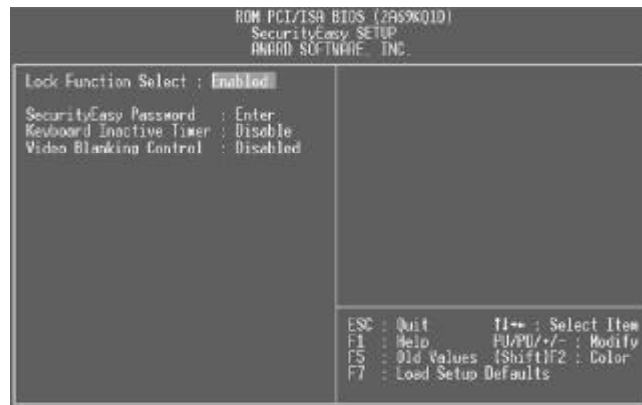 ROM PCI/ISA BIOS (2A69KQ1D)
SecurityEasy SETUP
AWARD SOFTWARE, INC.
Lock Function Select : Enabled
SecurityEasy Password : Enter
Keyboard Inactive Timer : Disable
Video Blanking Control : Disabled
ESC : Quit ↑↓→← : Select Item
F1 : Help PU/PD/+/- : Modify
F5 : Old Values (Shift)F2 : Color
F7 : Load Setup Defaults